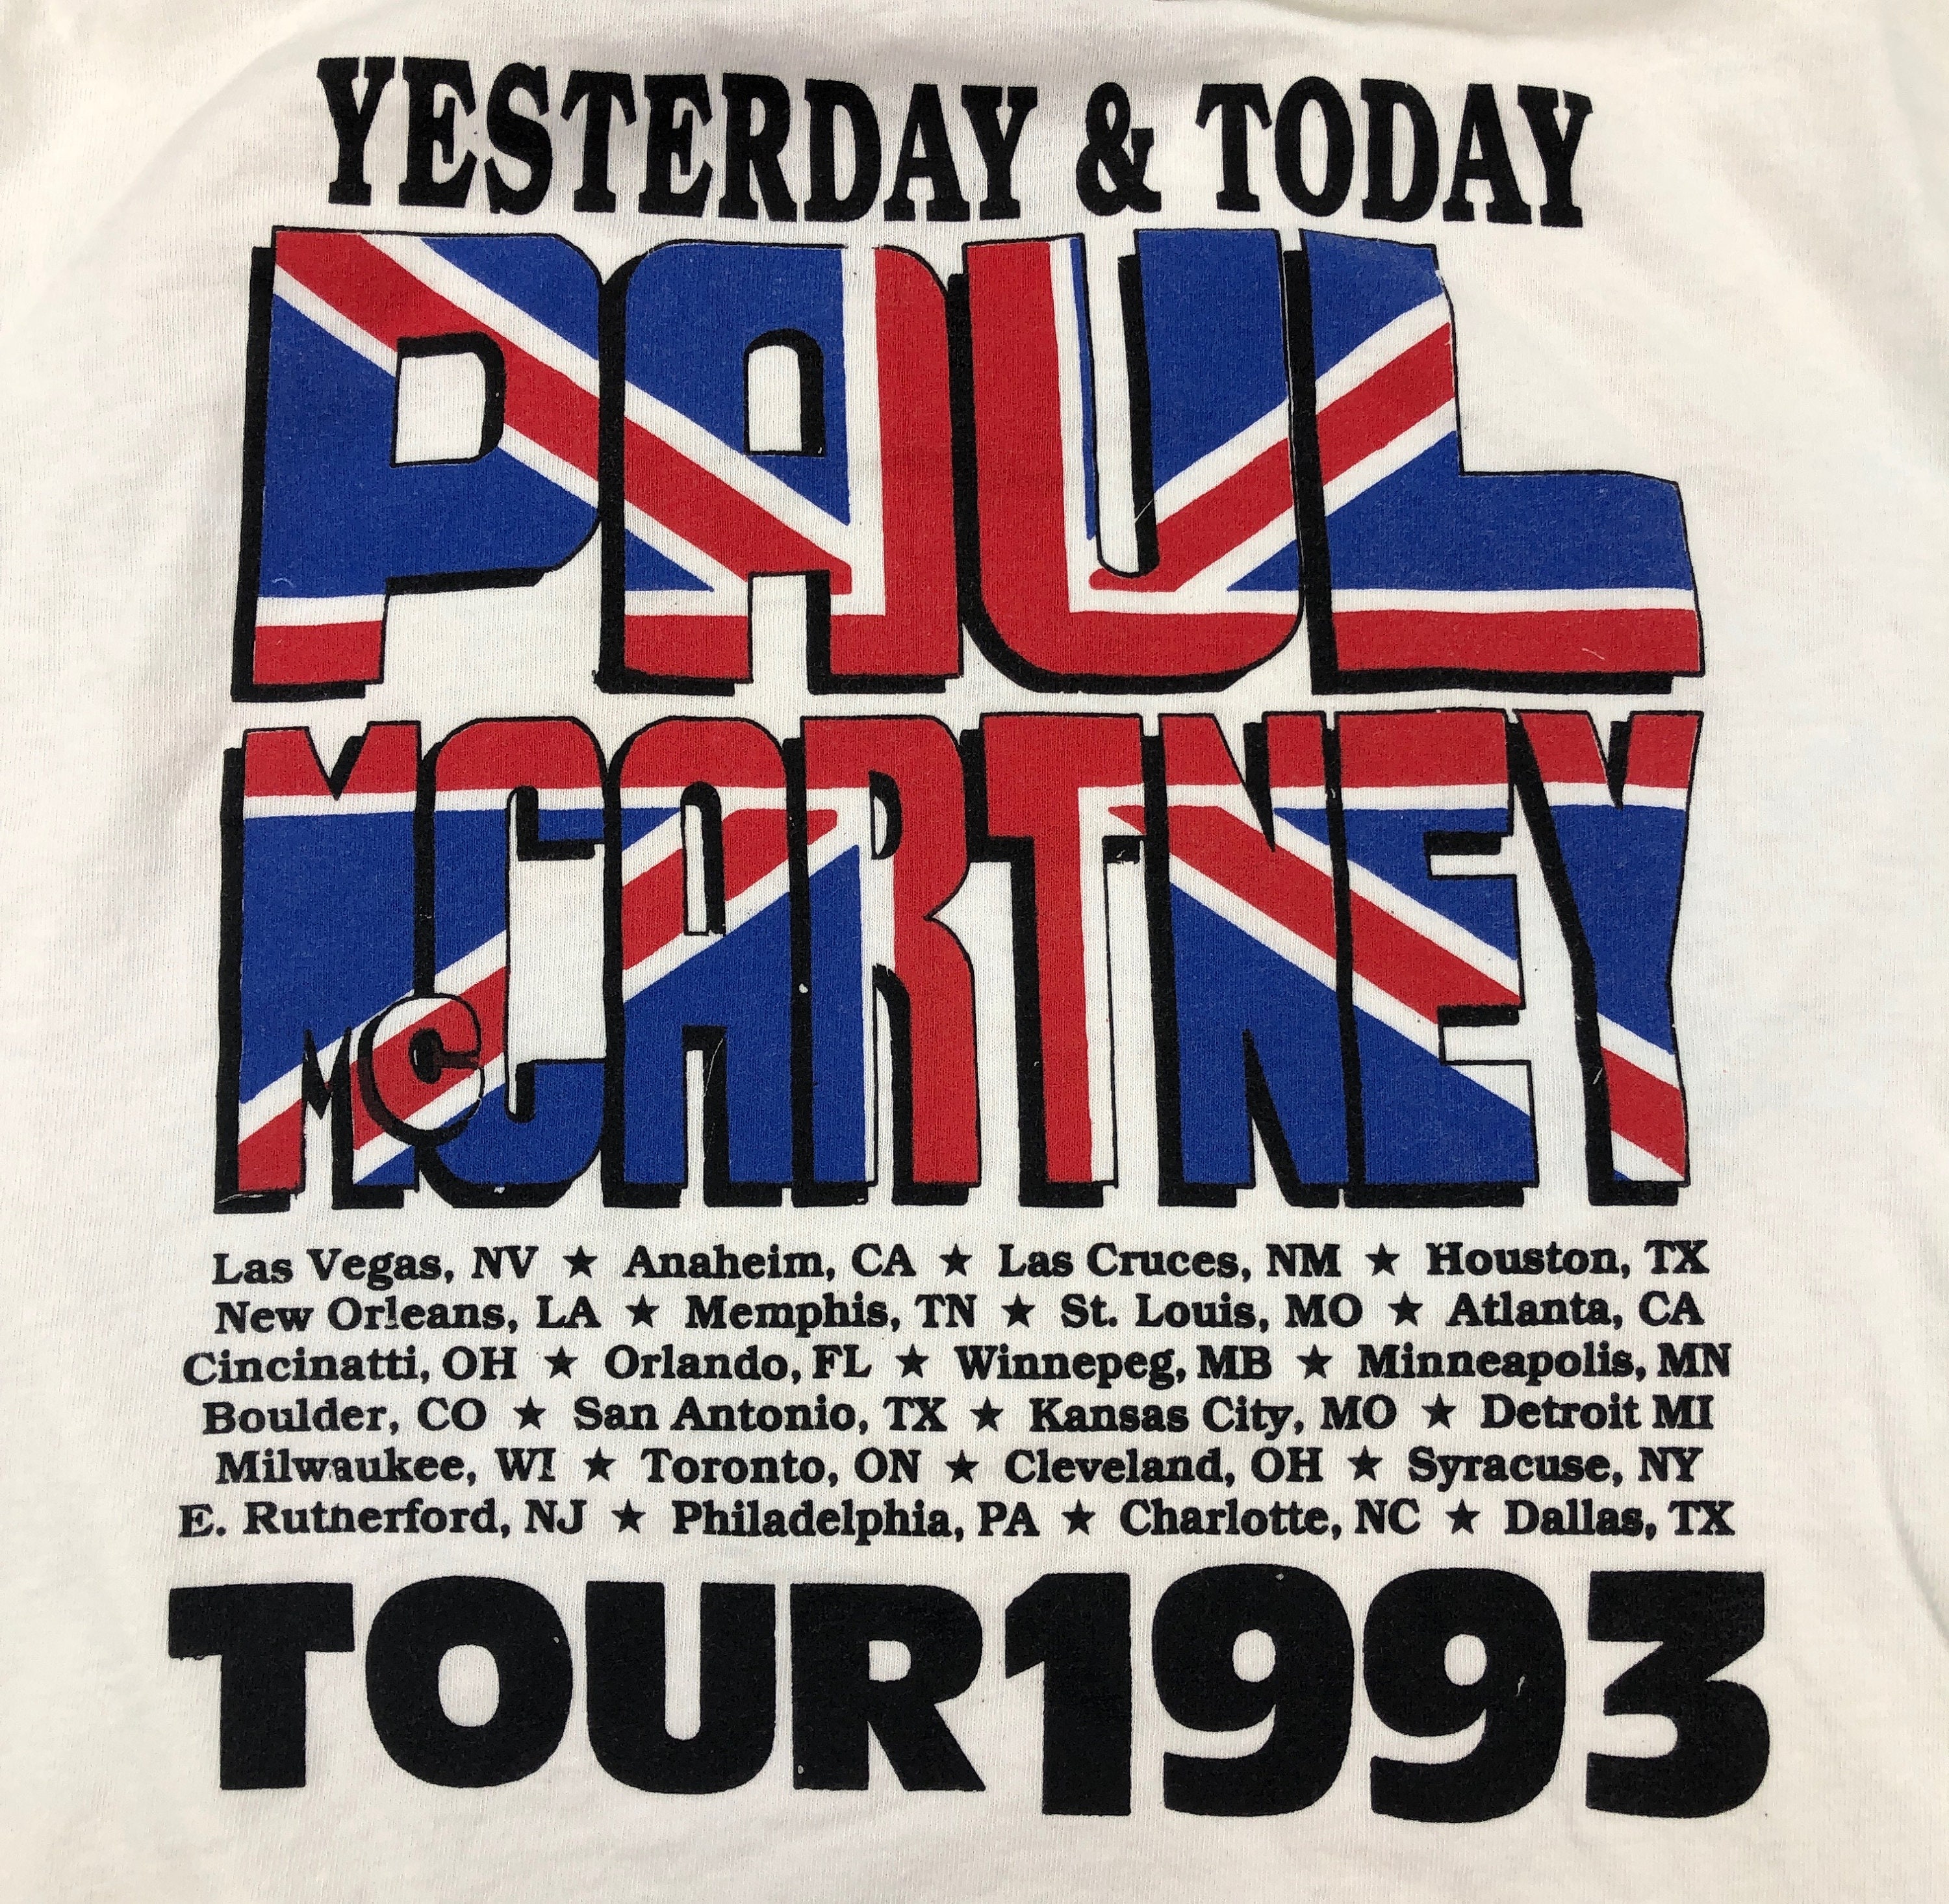 YESTERDAY & TODAY
PAUL
MCCARTNEY
Las Vegas, NV ★ Anaheim, CA ★ Las Cruces, NM ★ Houston, TX
New Orleans, LA ★ Memphis, TN ★ St. Louis, MO ★ Atlanta, CA
Cincinatti, OH ★ Orlando, FL ★ Winnepeg, MB ★ Minneapolis, MN
Boulder, CO ★ San Antonio, TX ★ Kansas City, MO ★ Detroit MI
Milwaukee, WI ★ Toronto, ON ★ Cleveland, OH ★ Syracuse, NY
E. Rutherford, NJ ★ Philadelphia, PA ★ Charlotte, NC ★ Dallas, TX
TOUR 1993